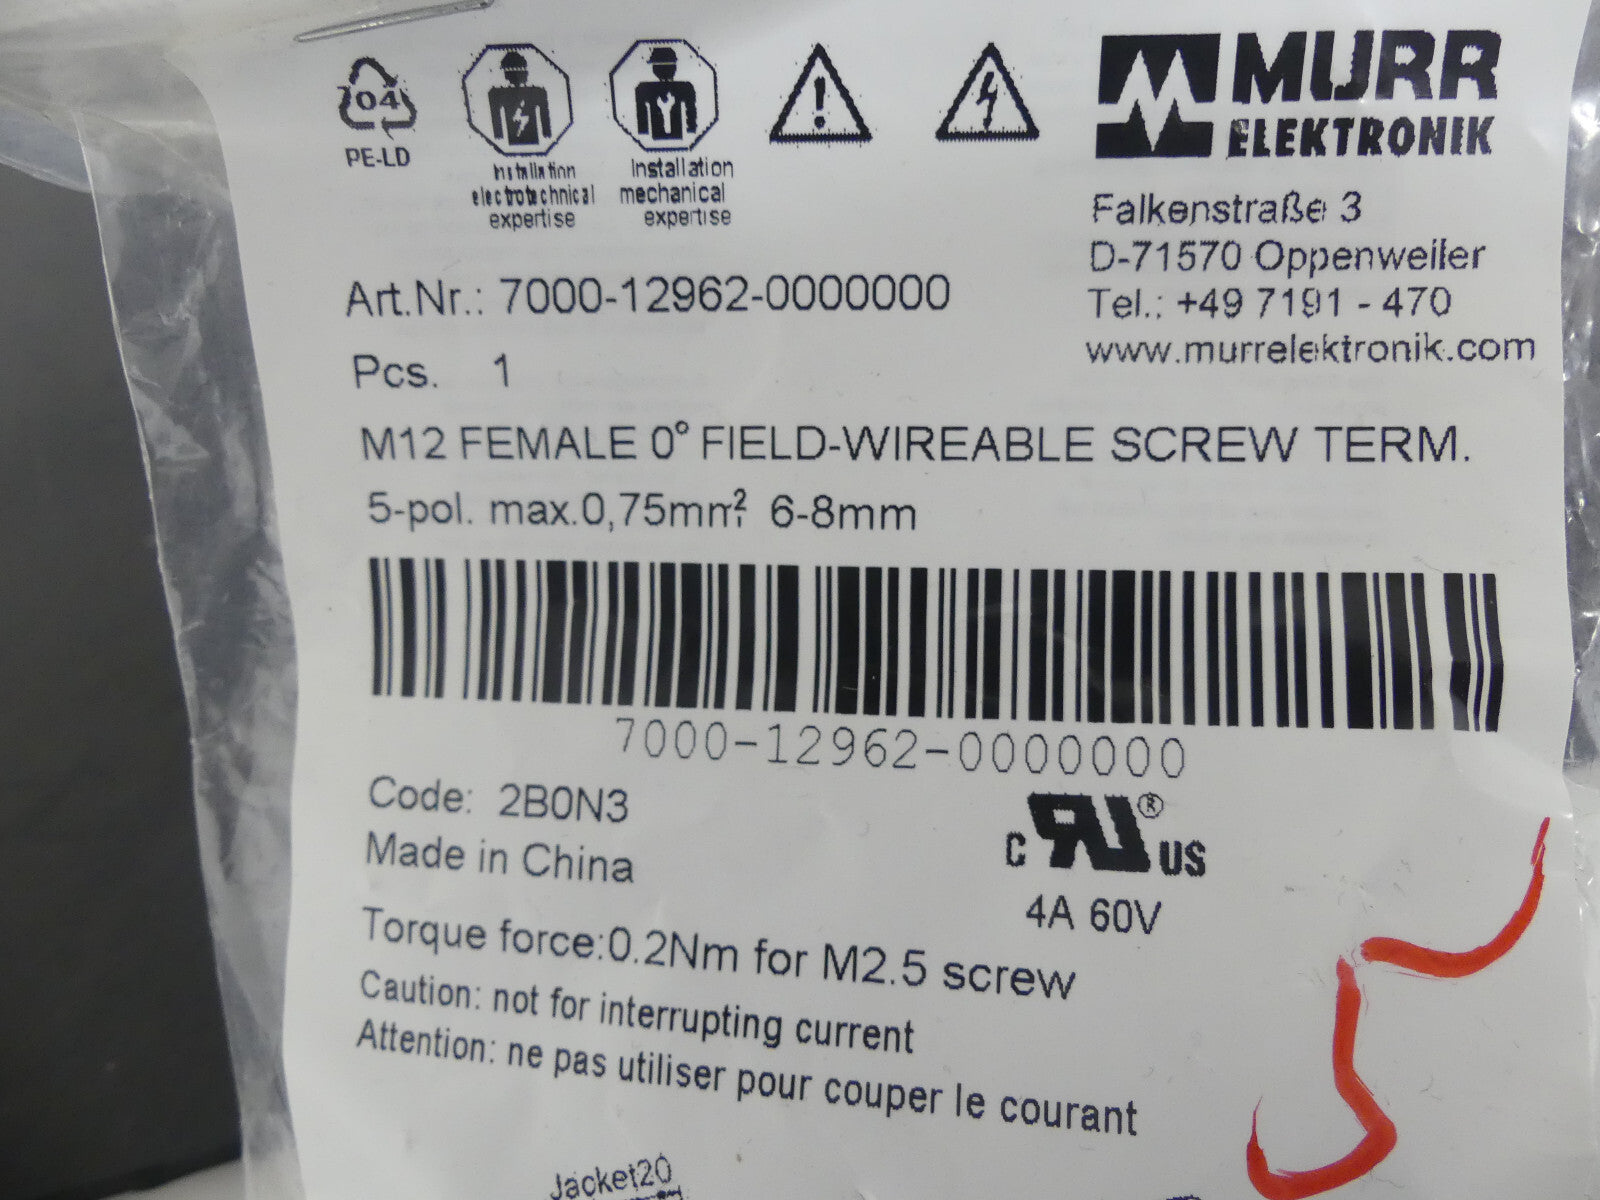 04
PE-LD
Installation
electrotechnical
expertise
Installation
mechanical
expertise
MURR
ELEKTRONIK
Falkenstraße 3
D-71570 Oppenweiler
Tel.: +49 7191 - 470
www.murrelektronik.com
Art.Nr.: 7000-12962-0000000
Pcs. 1
M12 FEMALE 0° FIELD-WIREABLE SCREW TERM.
5-pol. max.0,75mm² 6-8mm
7000-12962-0000000
Code: 2B0N3
Made in China
C RU ® US
4A 60V
Torque force:0.2Nm for M2.5 screw
Caution: not for interrupting current
Attention: ne pas utiliser pour couper le courant
Jacket20
5